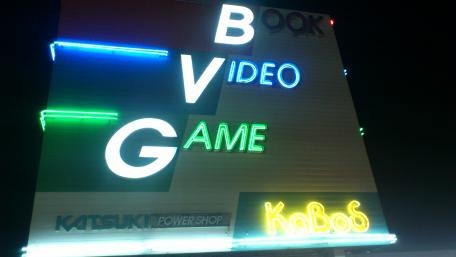 BOOK
VIDEO
GAME
KATSUKI POWER SHOP
KaBoS